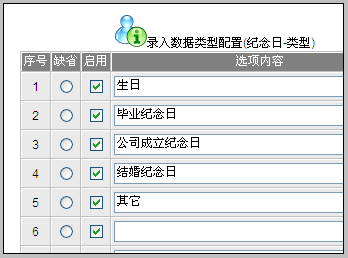 录入数据类型配置(纪念日-类型)
序号 缺省 启用 选项内容
1 生日
2 毕业纪念日
3 公司成立纪念日
4 结婚纪念日
5 其它
6